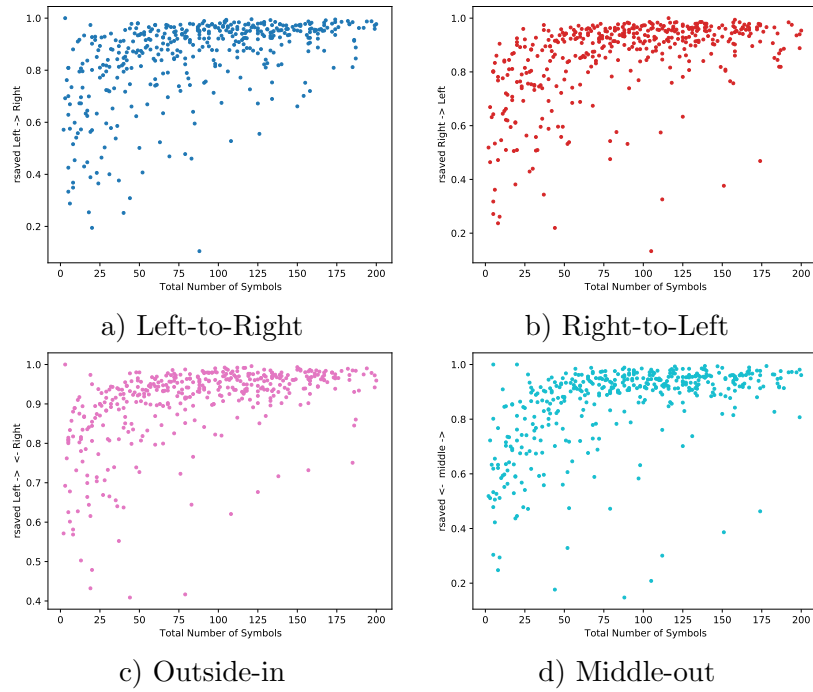 1.0
0.8
0.6
0.4
0.2
rsaved Left -> Right
0 25 50 75 100 125 150 175 200
Total Number of Symbols
a) Left-to-Right
1.0
0.8
0.6
0.4
0.2
rsaved Right -> Left
0 25 50 75 100 125 150 175 200
Total Number of Symbols
b) Right-to-Left
1.0
0.9
0.8
0.7
0.6
0.5
0.4
rsaved Left -> <- Right
0 25 50 75 100 125 150 175 200
Total Number of Symbols
c) Outside-in
1.0
0.8
0.6
0.4
0.2
rsaved <- middle ->
0 25 50 75 100 125 150 175 200
Total Number of Symbols
d) Middle-out